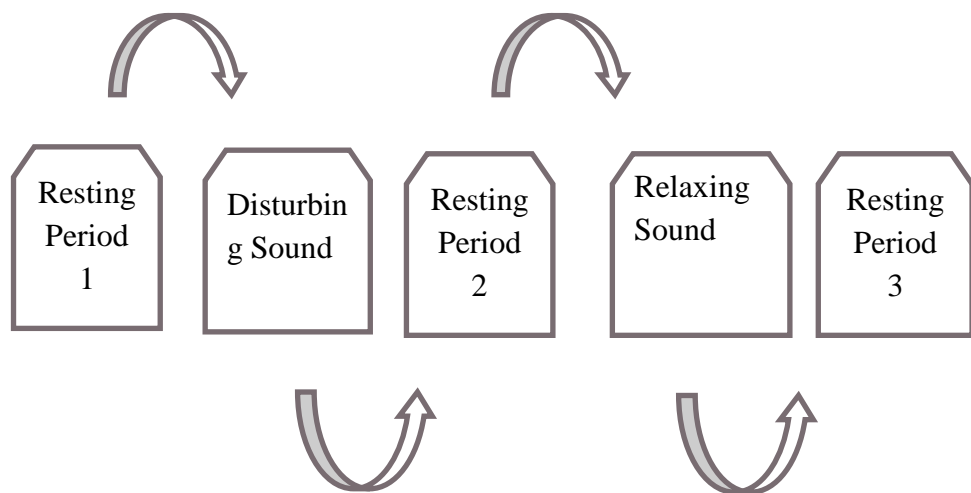 Resting
Period
1
Disturbin
g Sound
Resting
Period
2
Relaxing
Sound
Resting
Period
3